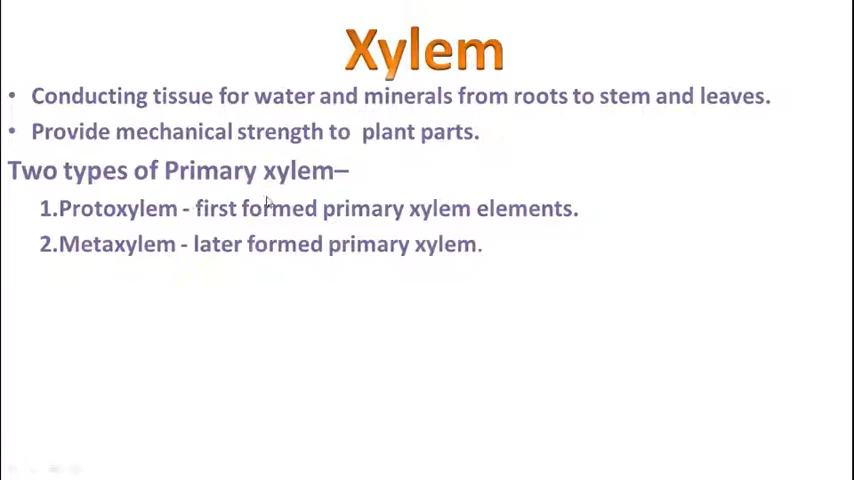 Xylem
• Conducting tissue for water and minerals from roots to stem and leaves.
• Provide mechanical strength to plant parts.
Two types of Primary xylem–
1.Protoxylem - first formed primary xylem elements.
2.Metaxylem - later formed primary xylem.